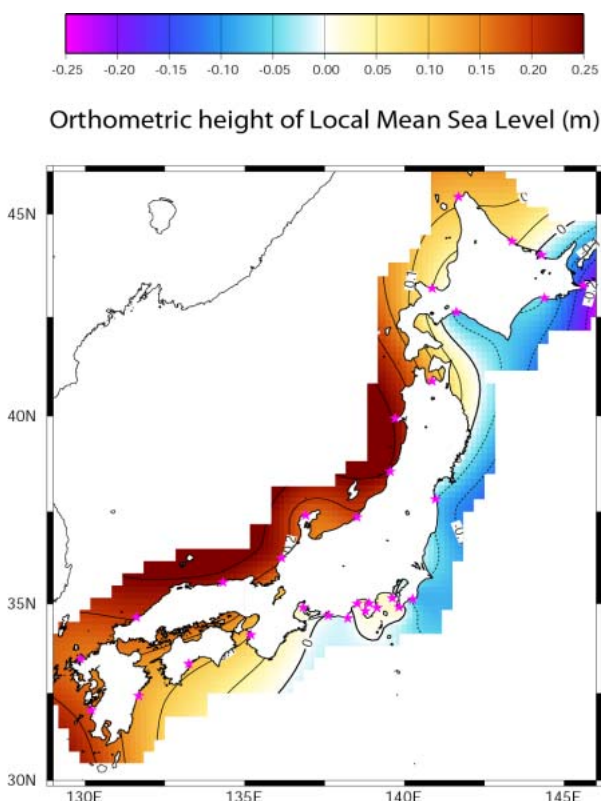 -0.25 -0.20 -0.15 -0.10 -0.05 0.00 0.05 0.10 0.15 0.20 0.25
Orthometric height of Local Mean Sea Level (m)
45N
40N
35N
30N
130E 135E 140E 145E